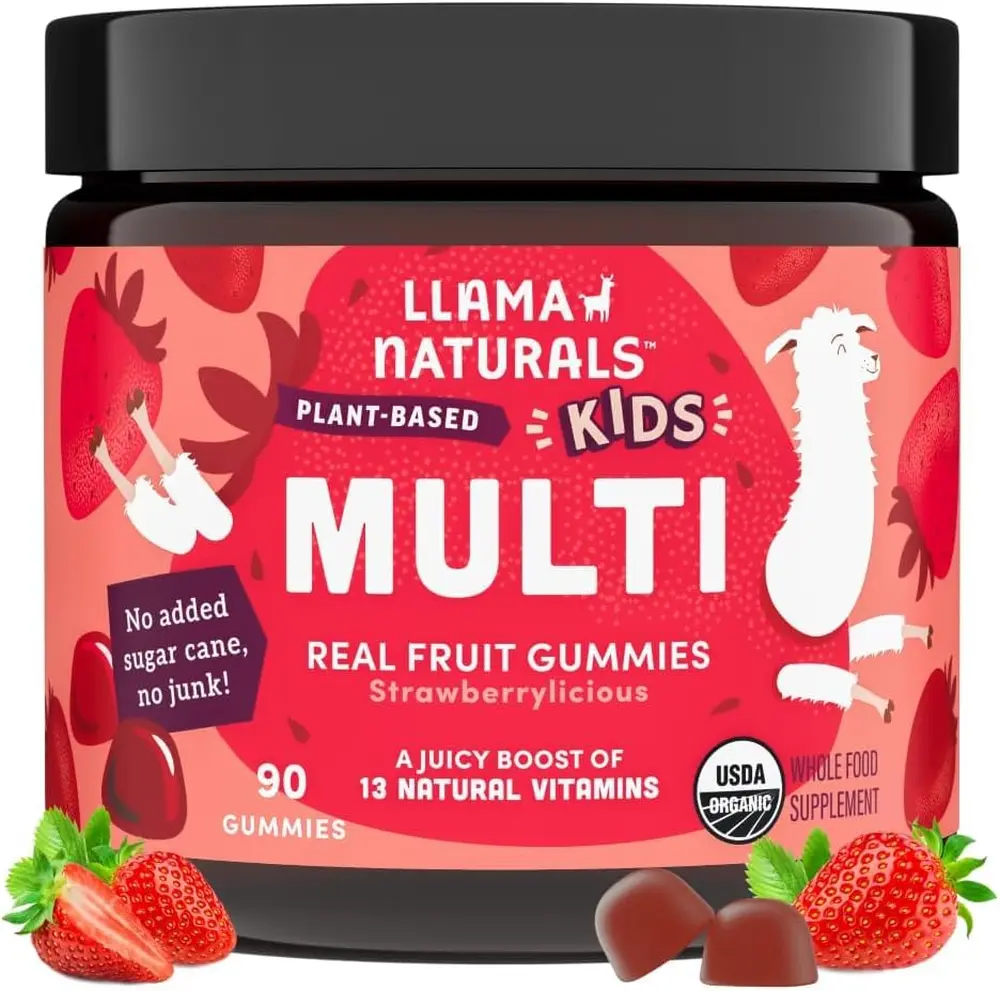 LLAMA
NATURALS™
PLANT-BASED
KIDS
MULTI
No added
sugar cane,
no junk!
REAL FRUIT GUMMIES
Strawberrylicious
90
GUMMIES
A JUICY BOOST OF
13 NATURAL VITAMINS
USDA
ORGANIC
WHOLE FOOD
SUPPLEMENT